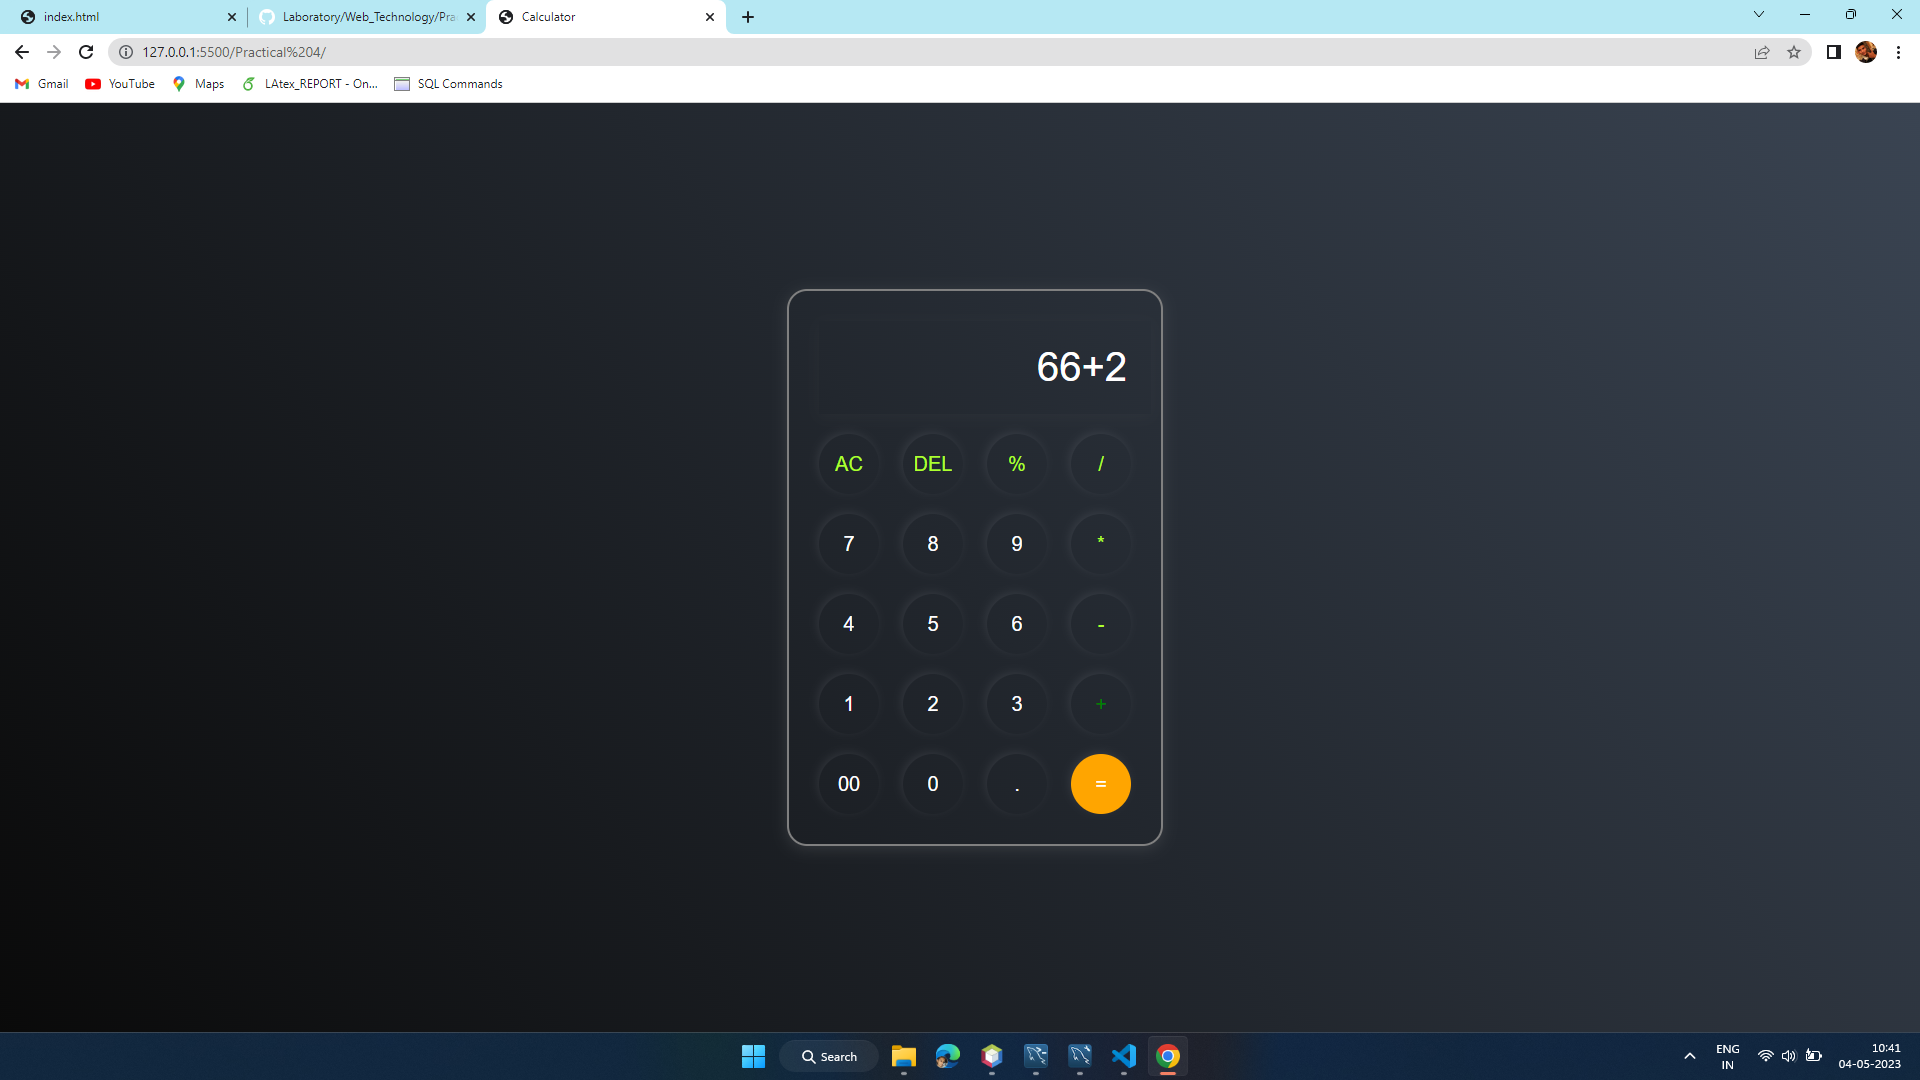 index.html
Laboratory/Web_Technology/Pra
Calculator
127.0.0.1:5500/Practical%204/
Gmail
YouTube
Maps
LAtex_REPORT - On...
SQL Commands
66+2
AC DEL % /
7 8 9 *
4 5 6 -
1 2 3 +
00 0 . =
Search
ENG
IN
10:41
04-05-2023